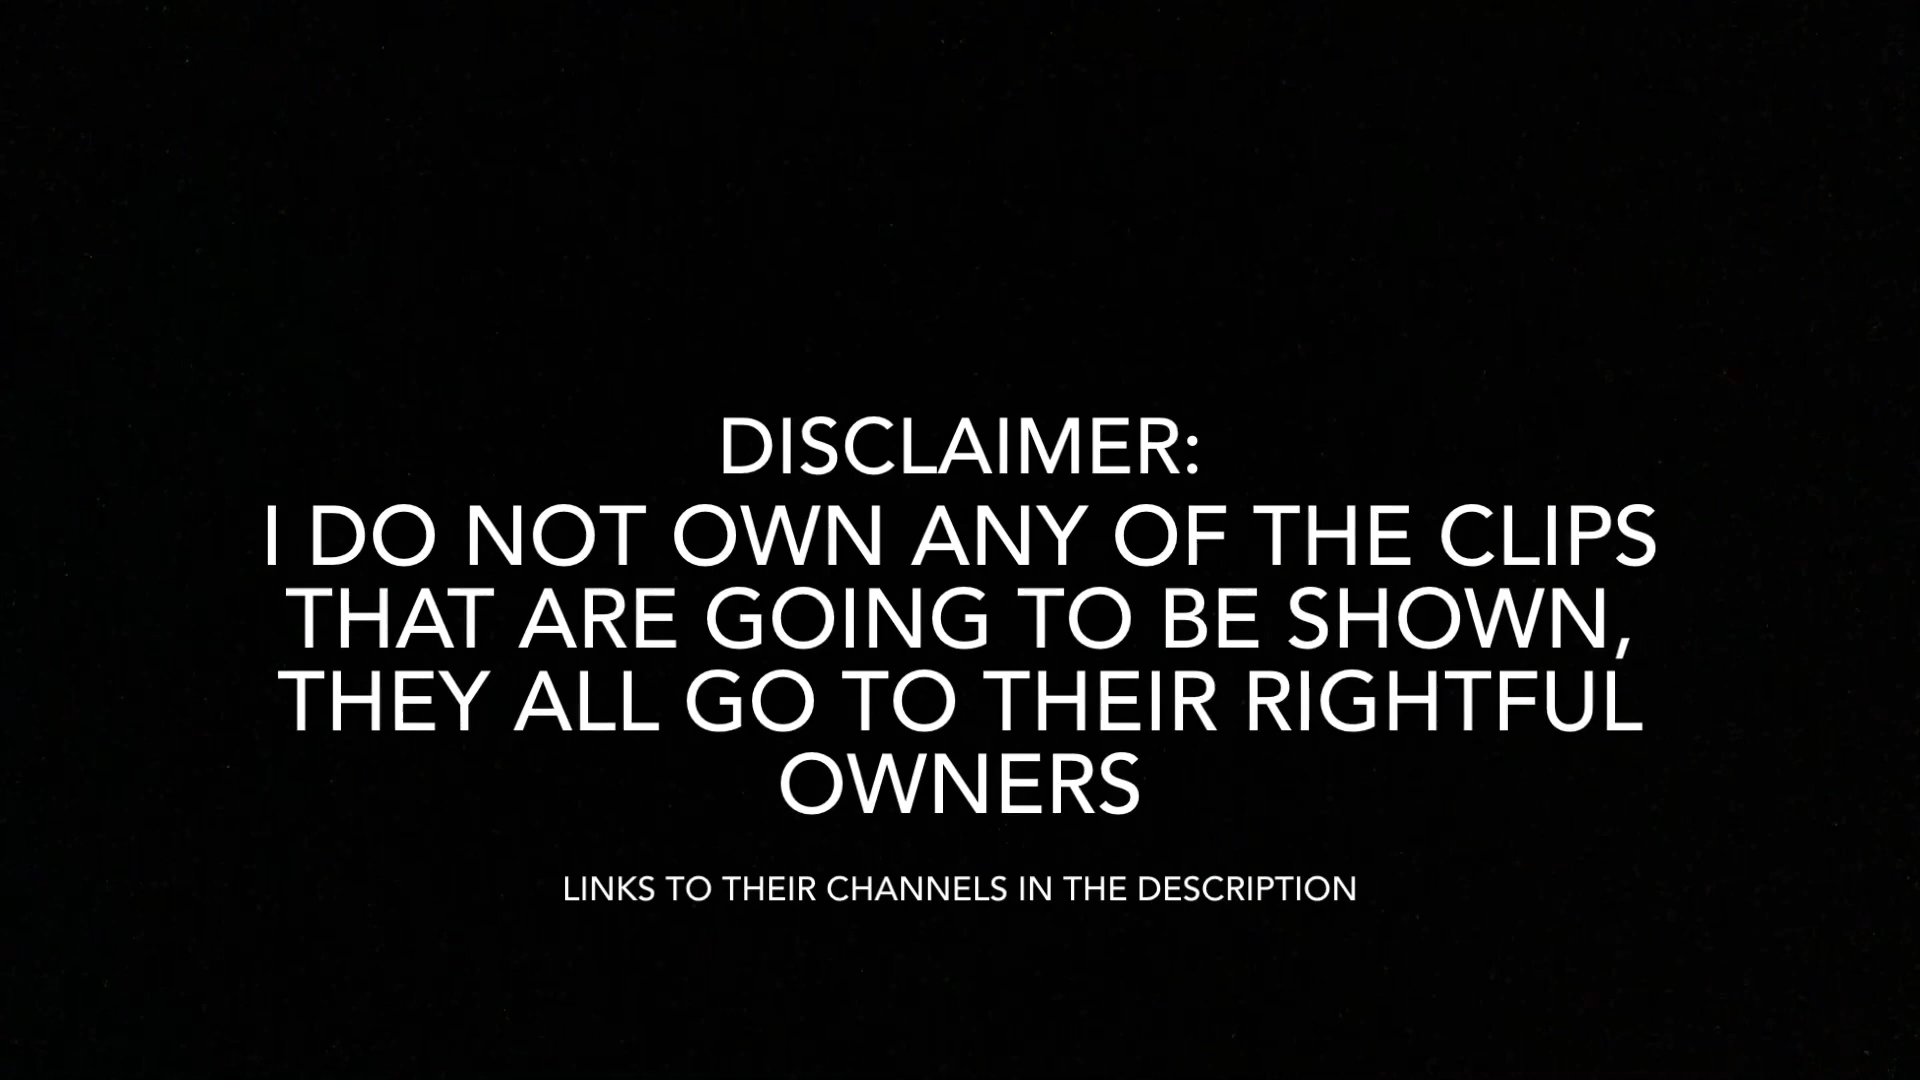 DISCLAIMER:
I DO NOT OWN ANY OF THE CLIPS
THAT ARE GOING TO BE SHOWN,
THEY ALL GO TO THEIR RIGHTFUL
OWNERS
LINKS TO THEIR CHANNELS IN THE DESCRIPTION